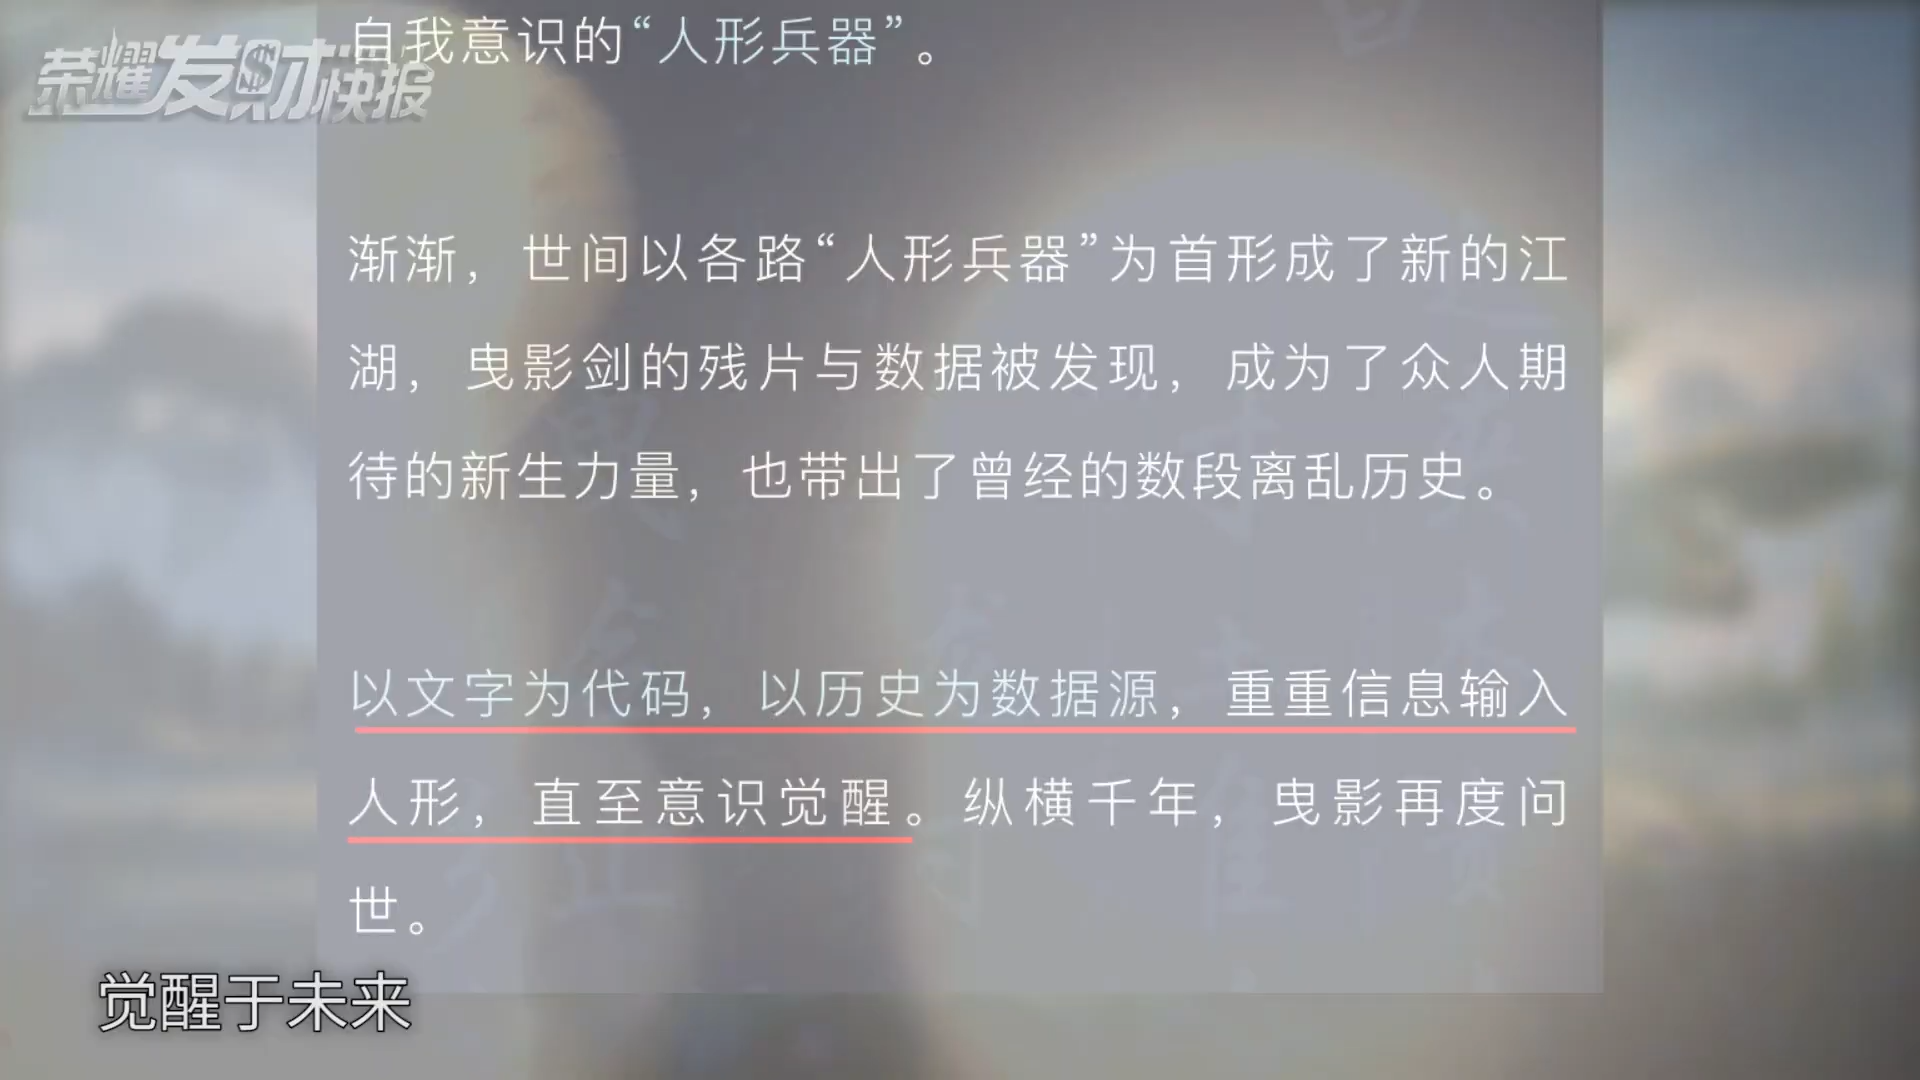 荣耀发财快报
自我意识的“人形兵器”。
渐渐，世间以各路“人形兵器”为首形成了新的江
湖，曳影剑的残片与数据被发现，成为了众人期
待的新生力量，也带出了曾经的数段离乱历史。
以文字为代码，以历史为数据源，重重信息输入
人形，直至意识觉醒。纵横千年，曳影再度问
世。
觉醒于未来